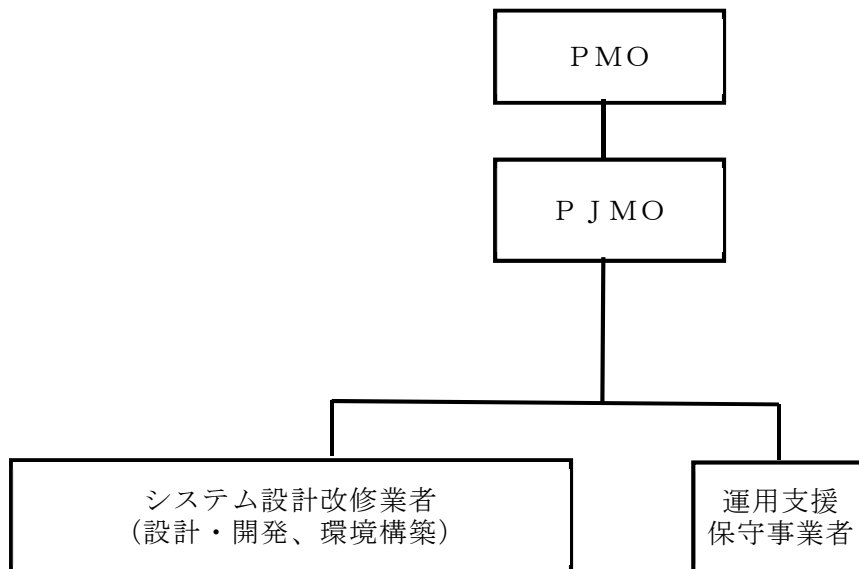 ＰＭＯ
ＰＪＭＯ
システム設計改修業者
（設計・開発、環境構築）
運用支援
保守事業者